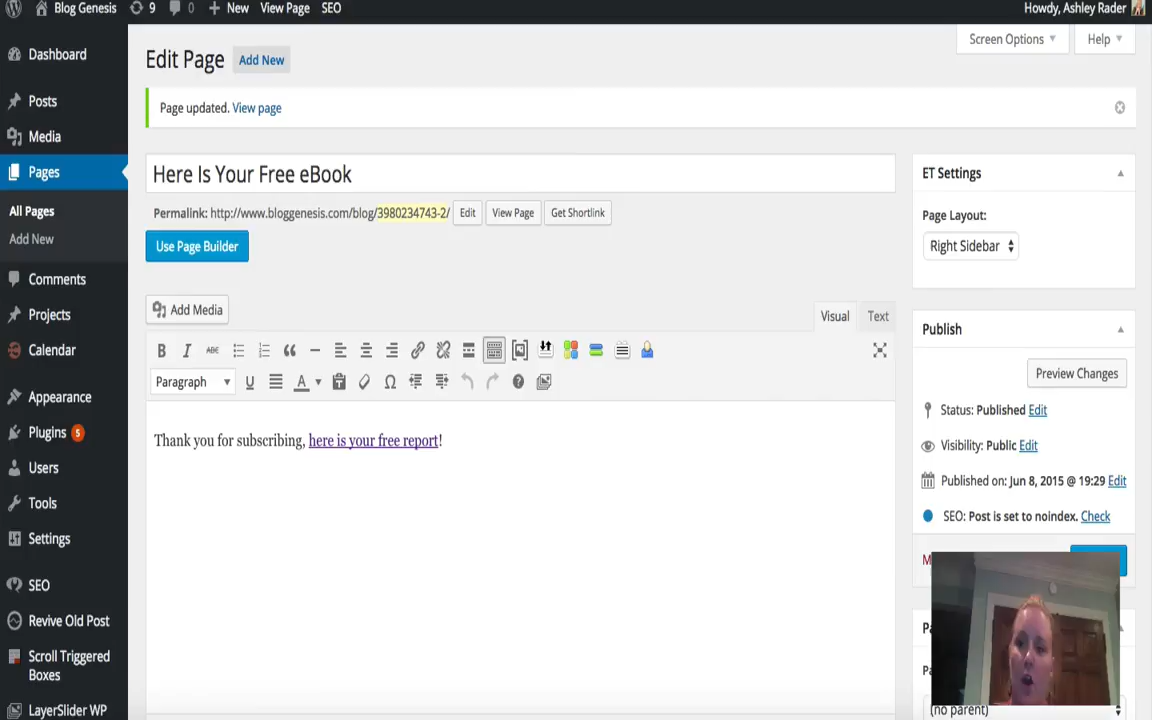 Blog Genesis 9 0 New View Page SEO Howdy, Ashley Rader
Screen Options Help
Dashboard
Posts
Media
Pages
All Pages
Add New
Comments
Projects
Calendar
Appearance
Plugins 5
Users
Tools
Settings
SEO
Revive Old Post
Scroll Triggered
Boxes
LayerSlider WP
Edit Page Add New
Page updated. View page
Here Is Your Free eBook
Permalink: http://www.bloggenesis.com/blog/3980234743-2/ Edit View Page Get Shortlink
Use Page Builder
Add Media
Visual Text
B I ABC
Paragraph U A Ω
Thank you for subscribing, here is your free report!
ET Settings
Page Layout:
Right Sidebar
Publish
Preview Changes
Status: Published Edit
Visibility: Public Edit
Published on: Jun 8, 2015 @ 19:29 Edit
SEO: Post is set to noindex. Check
(no parent)